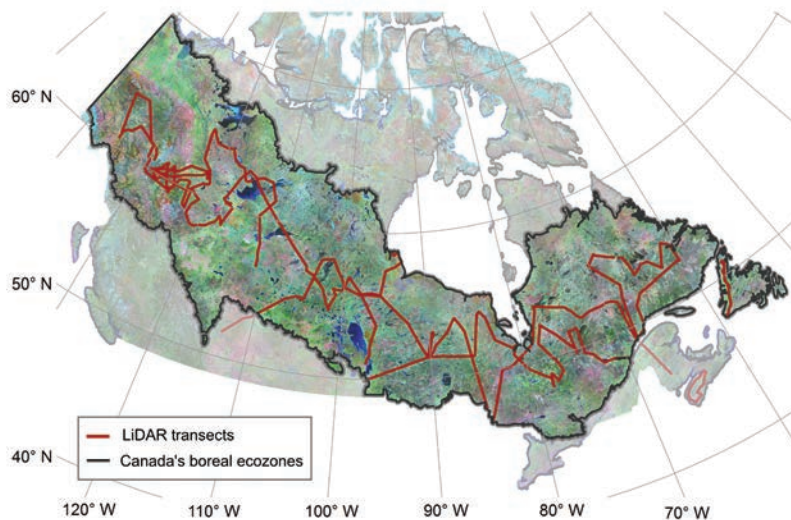 60° N
50° N
40° N
LiDAR transects
Canada's boreal ecozones
120° W 110° W 100° W 90° W 80° W 70° W